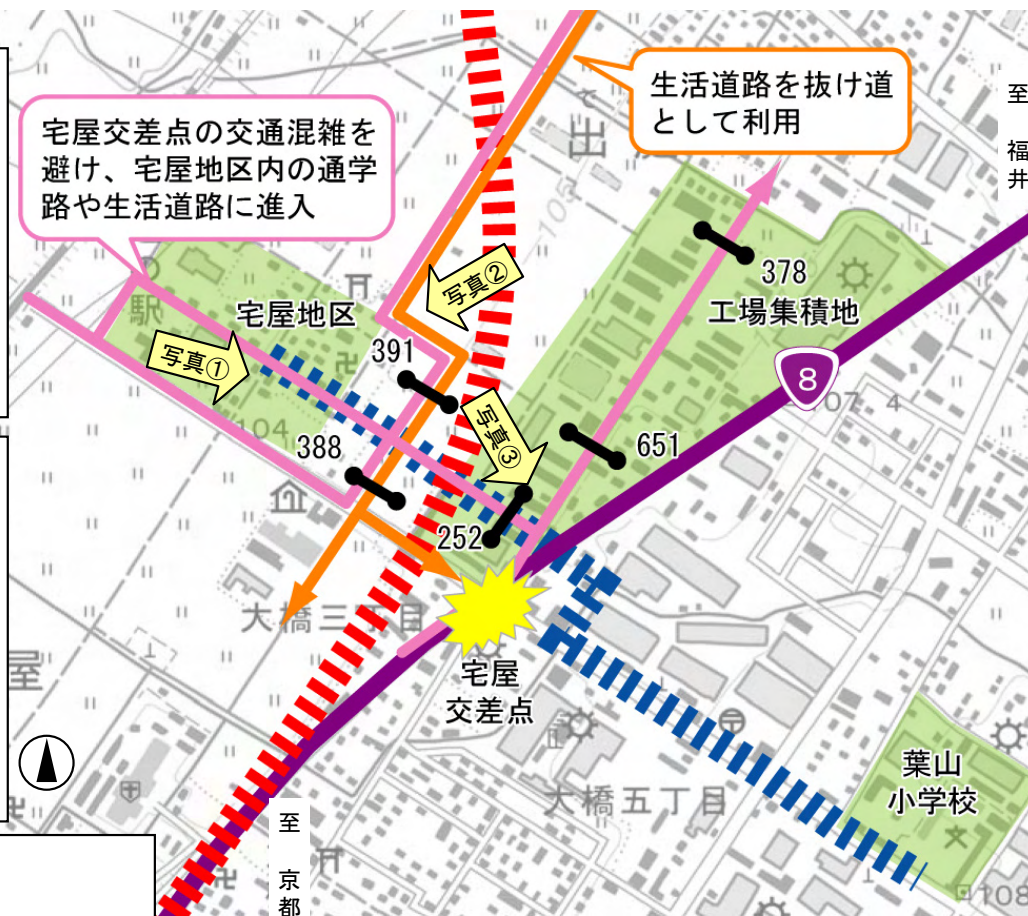 生活道路を抜け道
として利用
至
福
井
宅屋交差点の交通混雑を
避け、宅屋地区内の通学
路や生活道路に進入
出
105
写真②
378
工場集積地
駅
宅屋地区
写真①
391
8
107 4
104
388
写真③
651
252
大橋三丁目
屋
宅屋
交差点
葉山
小学校
大橋五丁目
至
京
都
108